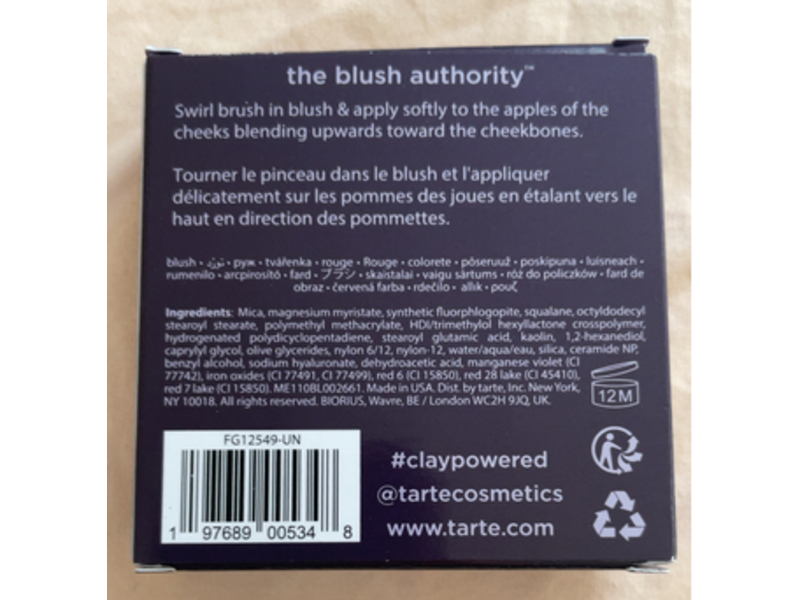 the blush authority™
Swirl brush in blush & apply softly to the apples of the
cheeks blending upwards toward the cheekbones.
Tourner le pinceau dans le blush et l'appliquer
délicatement sur les pommes des joues en étalant vers le
haut en direction des pommettes.
blush • تورّد • руж • tvářenka • rouge • Rouge • colorete • põseruuž • poskipuna • luisneach •
rumenilo • arcpirosító • fard • ブラシ • skaistalai • vaigu sārtums • róż do policzków • fard de
obraz • červená farba • rdečilo • allık • ρουζ
Ingredients: Mica, magnesium myristate, synthetic fluorphlogopite, squalane, octyldodecyl
stearoyl stearate, polymethyl methacrylate, HDI/trimethylol hexyllactone crosspolymer,
hydrogenated polydicyclopentadiene, stearoyl glutamic acid, kaolin, 1,2-hexanediol,
caprylyl glycol, olive glycerides, nylon 6/12, nylon-12, water/aqua/eau, silica, ceramide NP,
benzyl alcohol, sodium hyaluronate, dehydroacetic acid, manganese violet (CI
77742), iron oxides (CI 77491, CI 77499), red 6 (CI 15850), red 28 lake (CI 45410),
red 7 lake (CI 15850). ME110BL002661. Made in USA. Dist. by tarte, Inc. New York,
NY 10018. All rights reserved. BIORIUS, Wavre, BE / London WC2H 9JQ, UK.
12M
FG12549-UN
1 97689 00534 8
#claypowered
@tartecosmetics
www.tarte.com